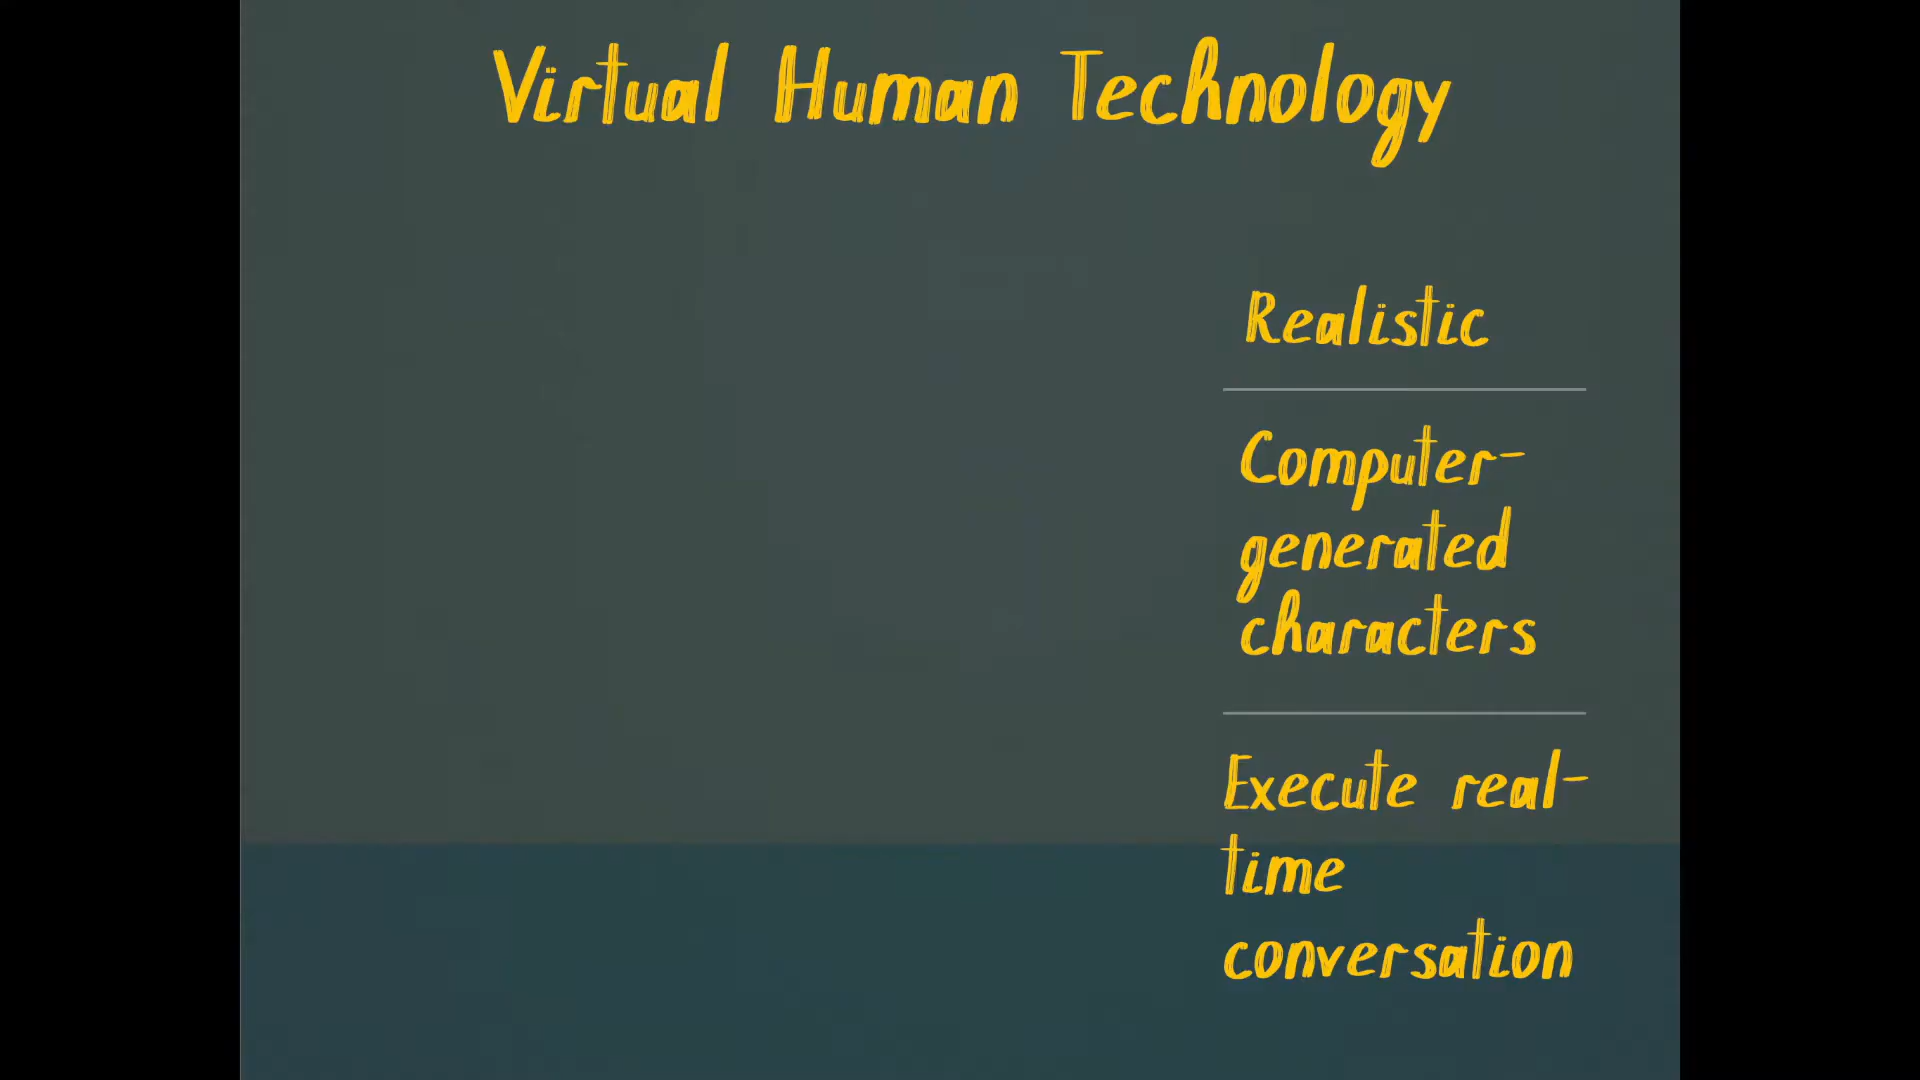 Virtual Human Technology
Realistic
Computer-
generated
characters
Execute real-
time
conversation